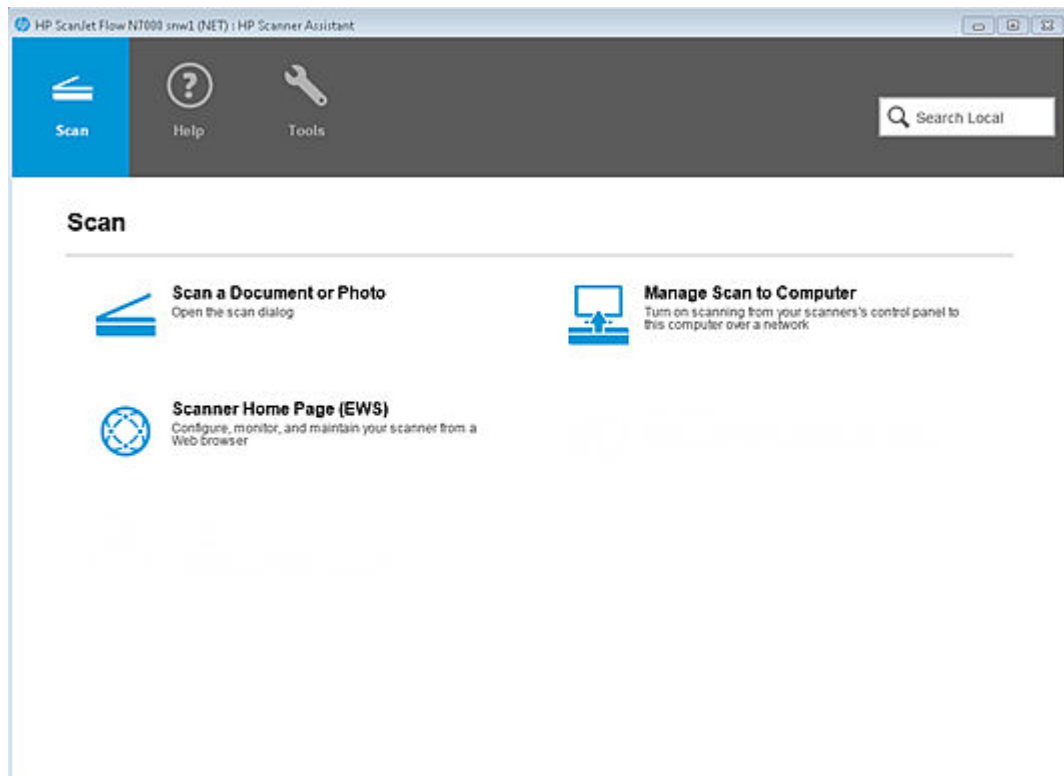 HP ScanJet Flow N7000 snw1 (NET) : HP Scanner Assistant
Scan
Help
Tools
Search Local
Scan
Scan a Document or Photo
Open the scan dialog
Manage Scan to Computer
Turn on scanning from your scanners's control panel to
this computer over a network
Scanner Home Page (EWS)
Configure, monitor, and maintain your scanner from a
Web browser